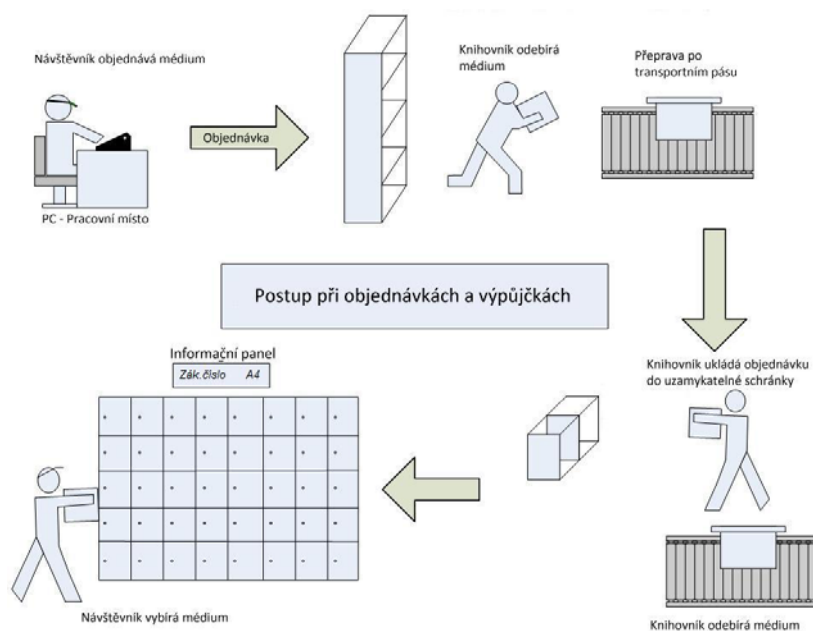 Návštěvník objednává médium
Objednávka
PC - Pracovní místo
Knihovník odebírá
médium
Přeprava po
transportním pásu
Postup při objednávkách a výpůjčkách
Knihovník ukládá objednávku
do uzamykatelné schránky
Knihovník odebírá médium
Informační panel
Zák.číslo A4
Návštěvník vybírá médium